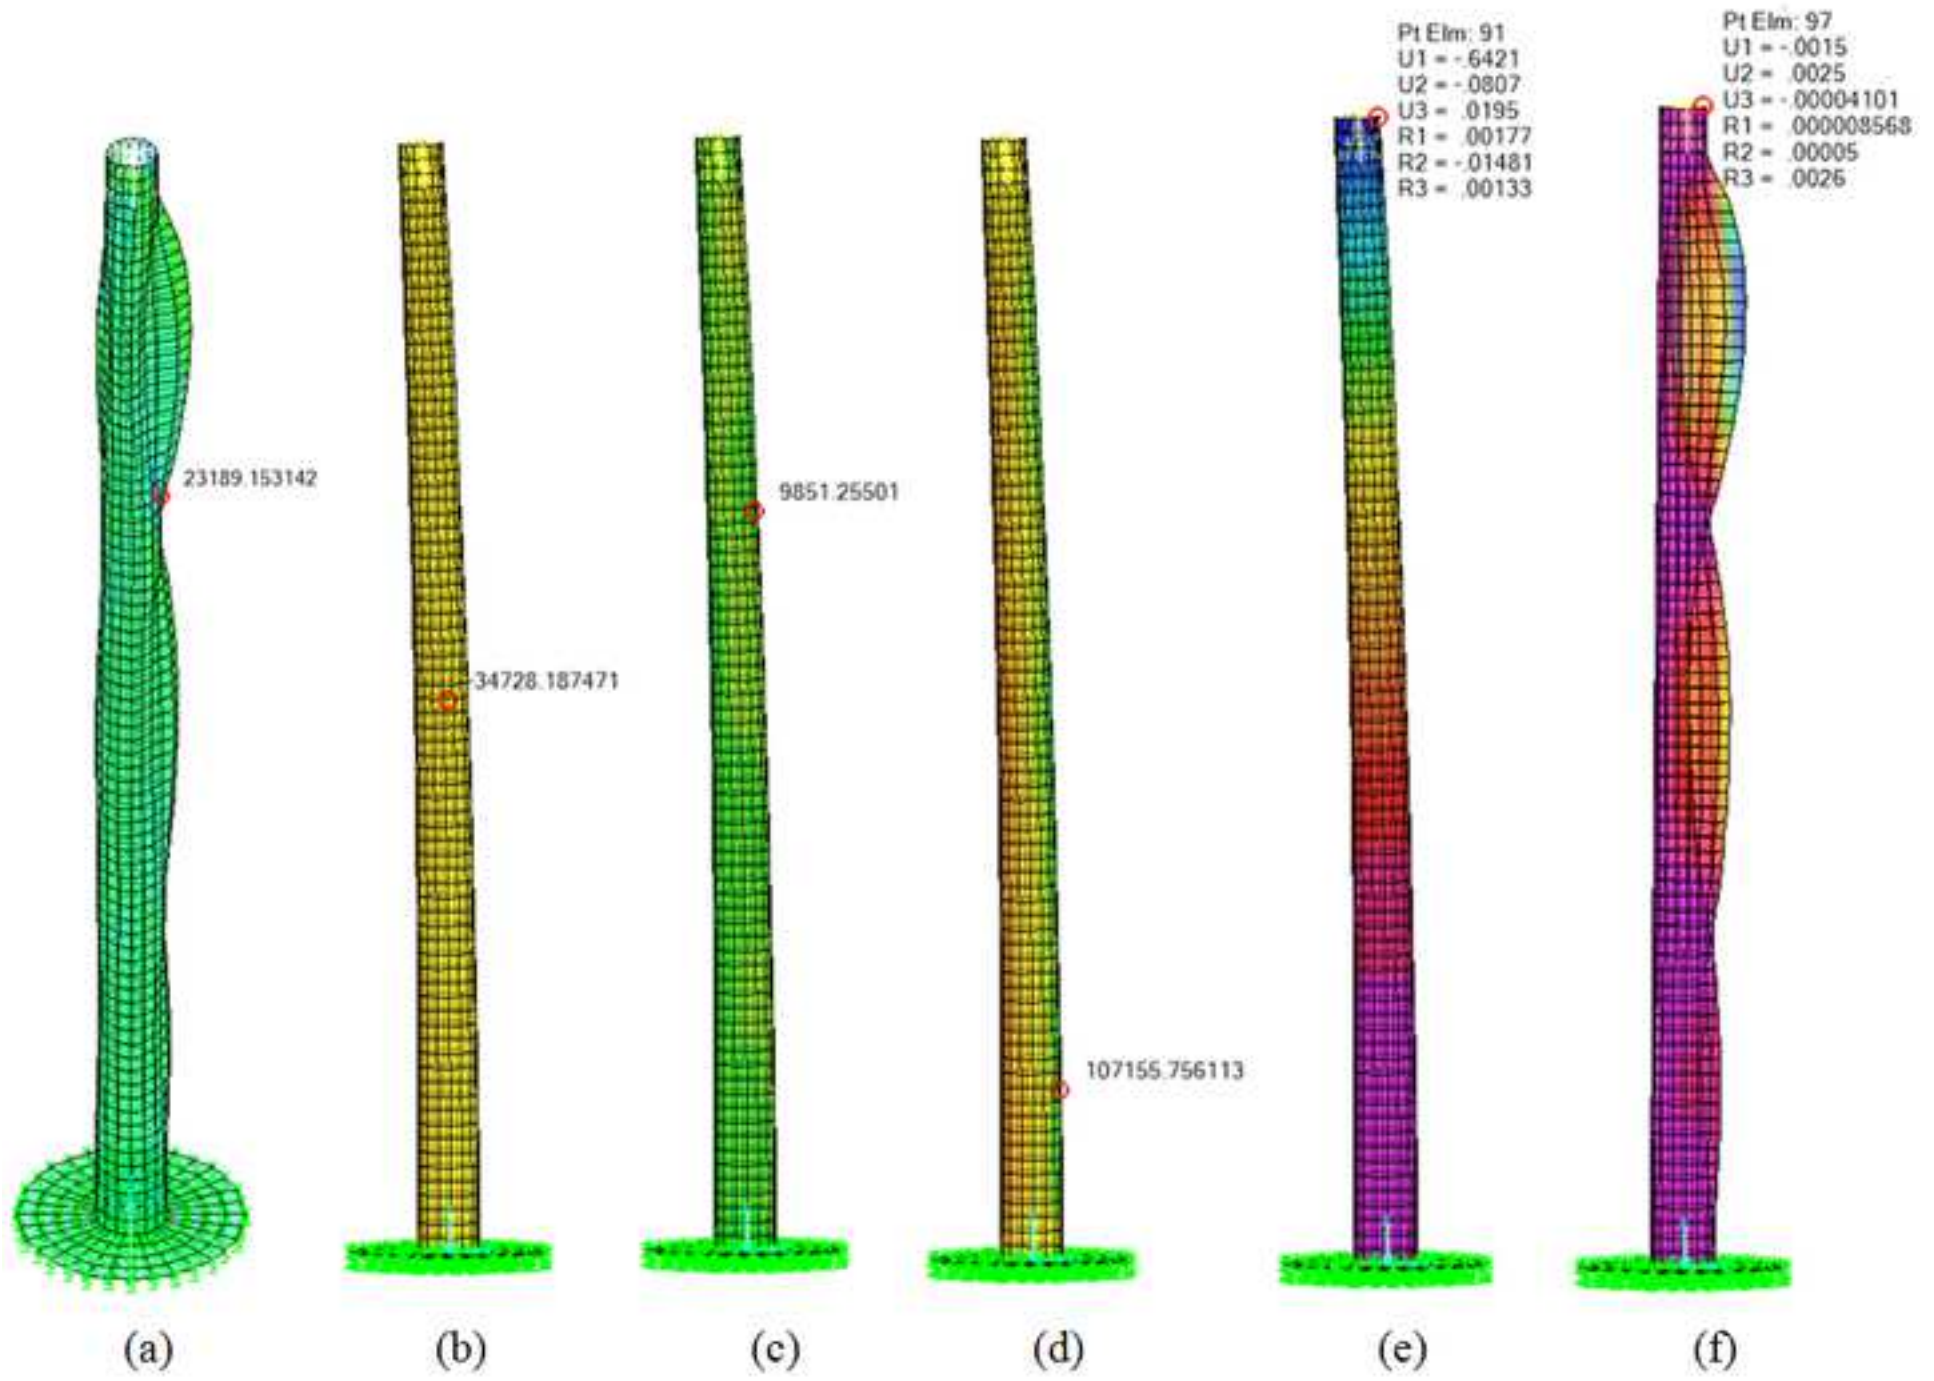 Pt Elm: 91
U1 = -.6421
U2 = -.0807
U3 = .0195
R1 = .00177
R2 = -.01481
R3 = .00133
Pt Elm: 97
U1 = -.0015
U2 = .0025
U3 = -.00004101
R1 = .000008568
R2 = .00005
R3 = .0026
23189.153142
-34728.187471
9851.25501
107155.756113
(a)
(b)
(c)
(d)
(e)
(f)